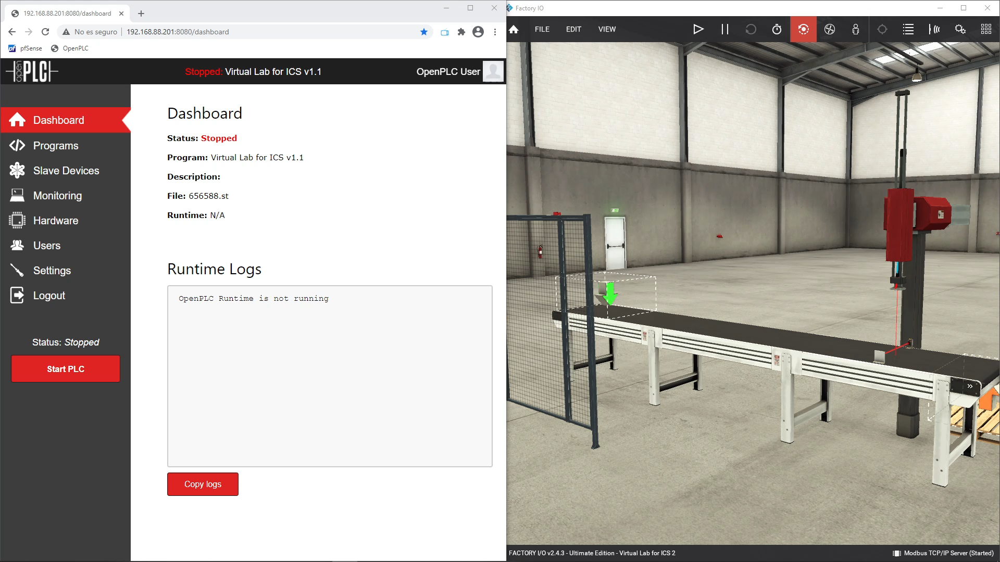 192.168.88.201:8080/dashboard
Factory IO
No es seguro
192.168.88.201:8080/dashboard
FILE
EDIT
VIEW
pf
pfSense
OpenPLC
open PLC
Stopped: Virtual Lab for ICS v1.1
OpenPLC User
Dashboard
Programs
Slave Devices
Monitoring
Hardware
Users
Settings
Logout
Status: Stopped
Start PLC
Dashboard
Status: Stopped
Program: Virtual Lab for ICS v1.1
Description:
File: 656588.st
Runtime: N/A
Runtime Logs
OpenPLC Runtime is not running
Copy logs
FACTORY I/O v2.4.3 - Ultimate Edition - Virtual Lab for ICS 2
Modbus TCP/IP Server (Started)